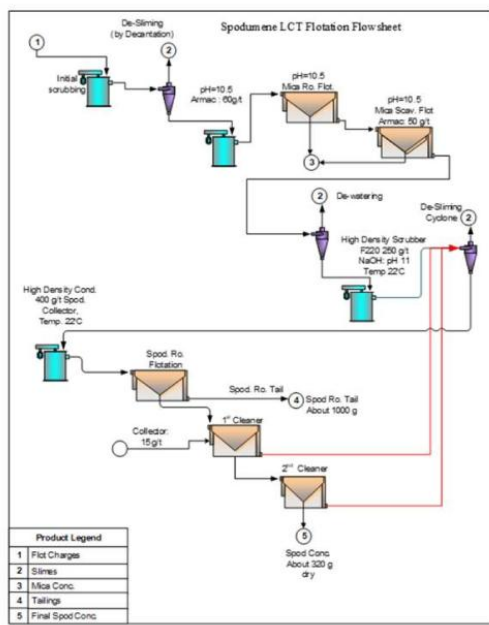 Spodumene LCT Flotation Flowsheet
De-Sliming
(by Decantation)
1
2
Initial
scrubbing
pH=10.5
Armac.: 60g/t
pH=10.5
Mica Ro. Flot.
pH=10.5
Mica Scav. Flot
Armac: 50 g/t
3
2
De-watering
De-Sliming
Cyclone
2
High Density Scrubber
F220 250 g/t
NaOH: pH 11
Temp 22°C
High Density Cond.
400 g/t Spod.
Collector,
Temp. 22°C
Spod. Ro.
Flotation
Spod. Ro. Tail
4
Spod Ro. Tail
About 1000 g
Collector:
15g/t
1st Cleaner
2nd Cleaner
5
Spod Conc.
About 320 g
dry
Product Legend
1 Flot Charges
2 Slimes
3 Mica Conc.
4 Tailings
5 Final Spod Conc.